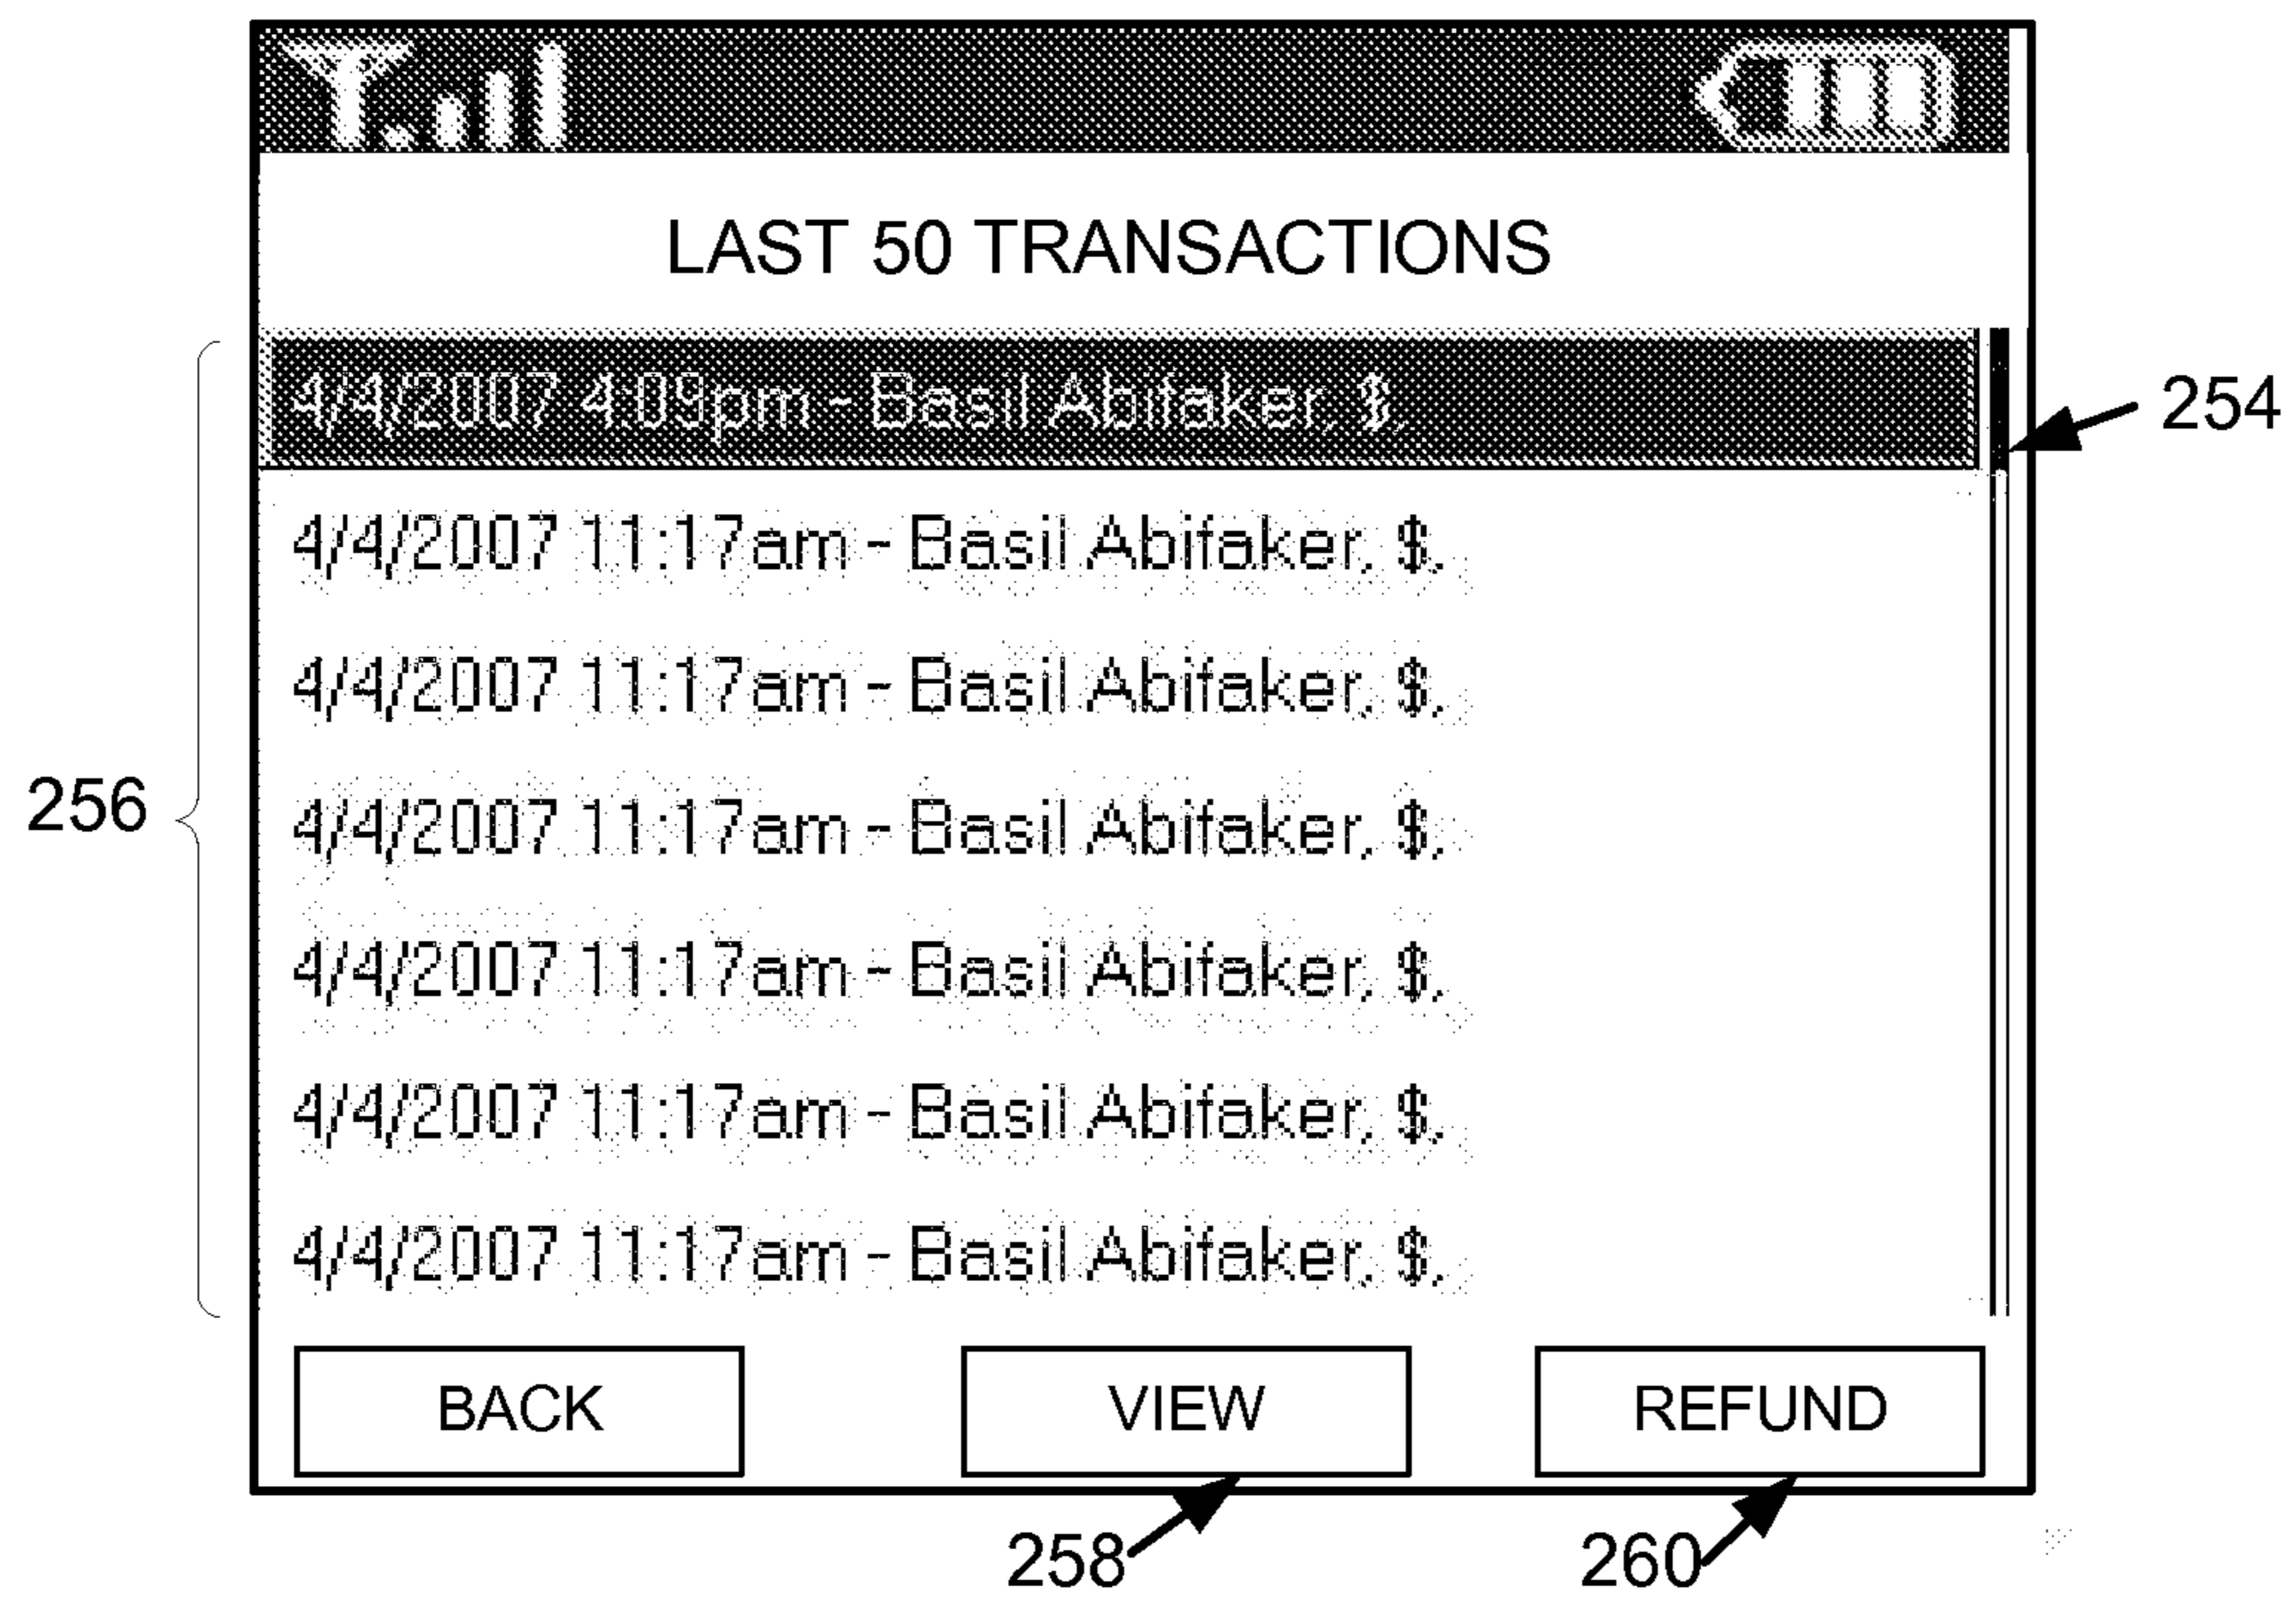 LAST 50 TRANSACTIONS
4/4/2007 4:09pm - Basil Abifaker, $,
254
4/4/2007 11:17am - Basil Abifaker, $,
4/4/2007 11:17am - Basil Abifaker, $,
256
4/4/2007 11:17am - Basil Abifaker, $,
4/4/2007 11:17am - Basil Abifaker, $,
4/4/2007 11:17am - Basil Abifaker, $,
4/4/2007 11:17am - Basil Abifaker, $,
BACK VIEW REFUND
258 260